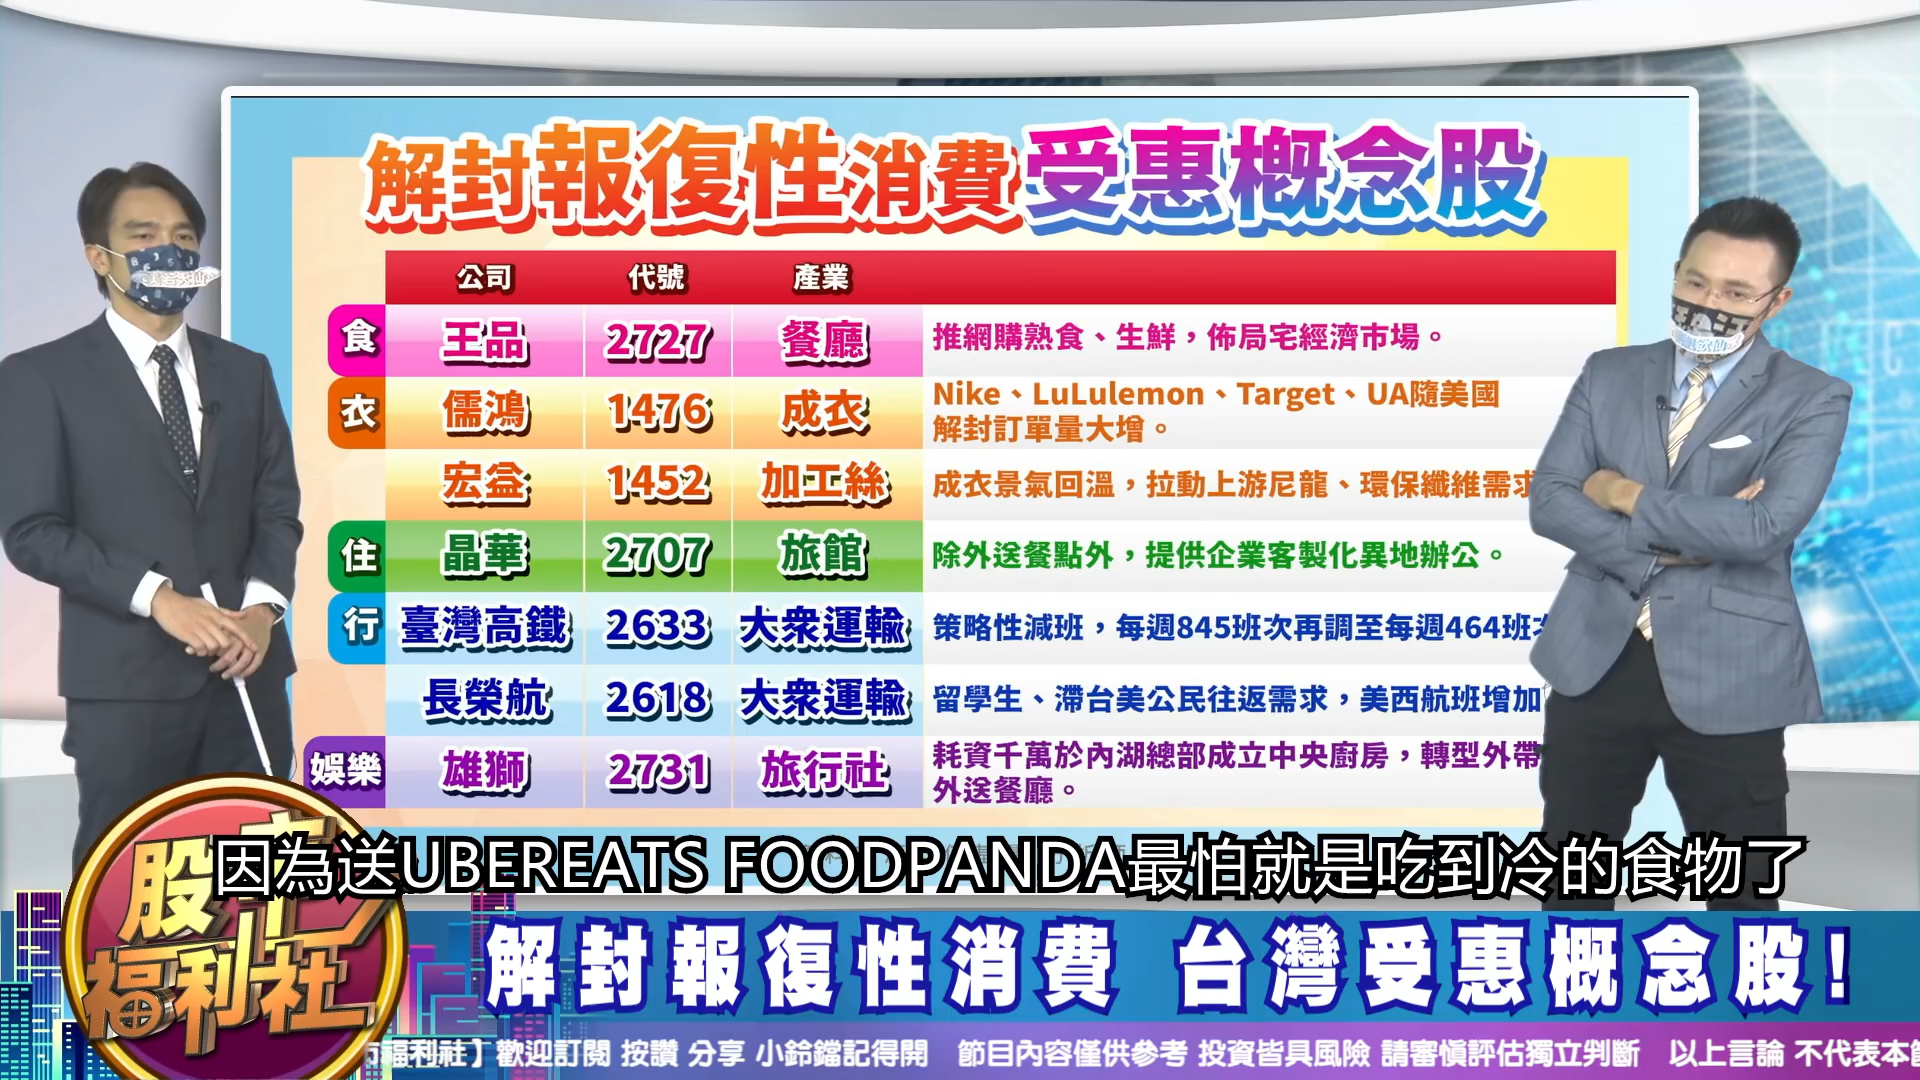 解封報復性消費受惠概念股
公司 代號 產業
食 王品 2727 餐廳 推網購熟食、生鮮，佈局宅經濟市場。
衣 儒鴻 1476 成衣 Nike、LuLulemon、Target、UA隨美國
解封訂單量大增。
宏益 1452 加工絲 成衣景氣回溫，拉動上游尼龍、環保纖維需求
住 晶華 2707 旅館 除外送餐點外，提供企業客製化異地辦公。
行 臺灣高鐵 2633 大眾運輸 策略性減班，每週845班次再調至每週464班次
長榮航 2618 大眾運輸 留學生、滯台美公民往返需求，美西航班增加
娛樂 雄獅 2731 旅行社 耗資千萬於內湖總部成立中央廚房，轉型外帶
外送餐廳。
因為送UBEREATS FOODPANDA最怕就是吃到冷的食物了
股市
福利社
解封報復性消費 台灣受惠概念股!
福利社】歡迎訂閱 按讚 分享 小鈴鐺記得開 節目內容僅供參考 投資皆具風險 請審慎評估獨立判斷 以上言論 不代表本